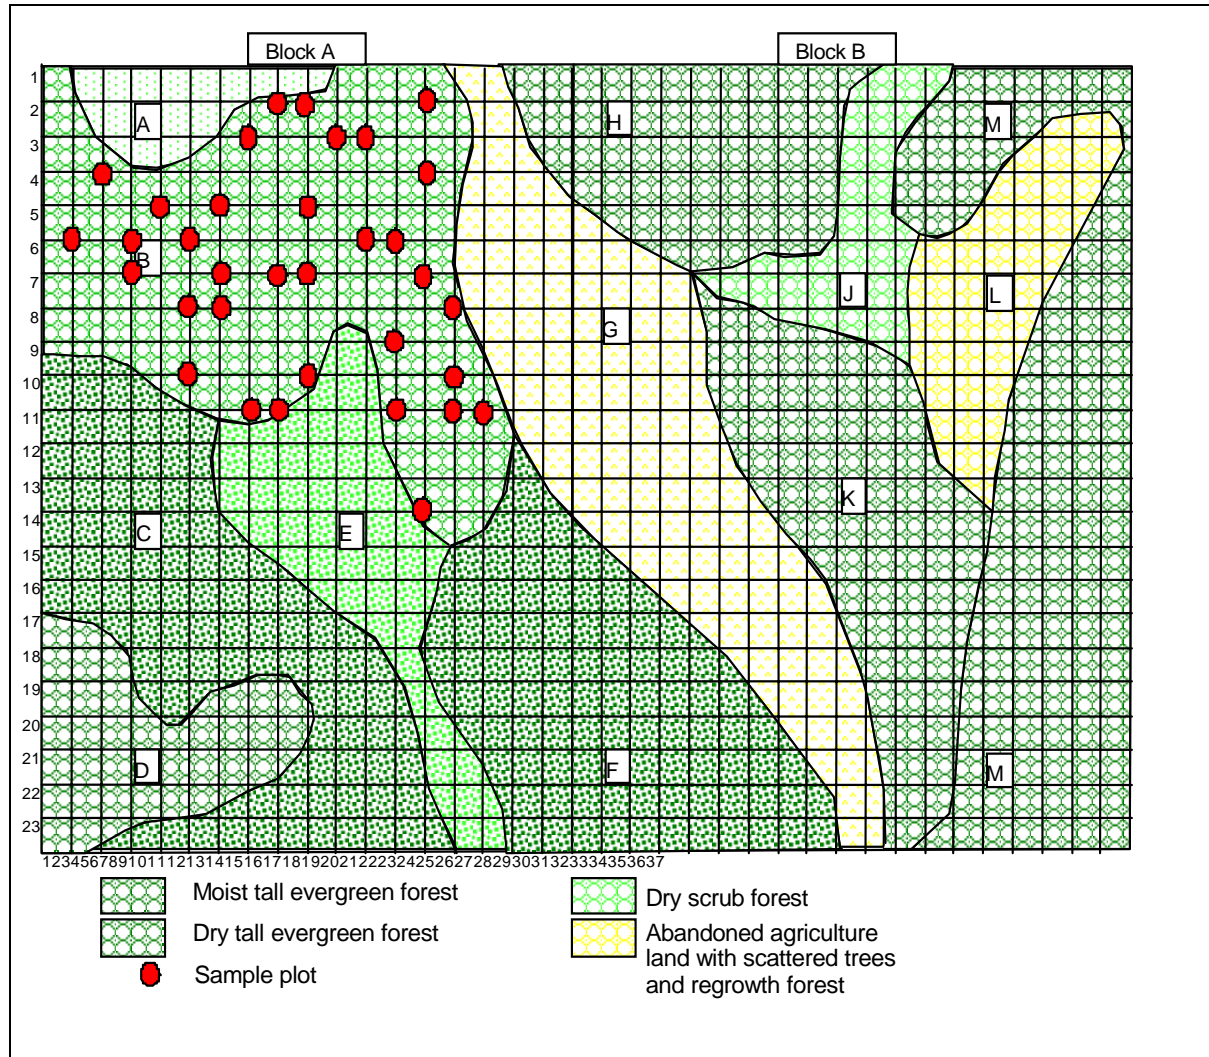 Block A
Block B
1
2
3
4
5
6
7
8
9
10
11
12
13
14
15
16
17
18
19
20
21
22
23
A
H
M
B
J
L
G
K
C
E
D
F
M
12345678910111213141516171819202122232425262728293031323334353637
Moist tall evergreen forest
Dry tall evergreen forest
Sample plot
Dry scrub forest
Abandoned agriculture
land with scattered trees
and regrowth forest